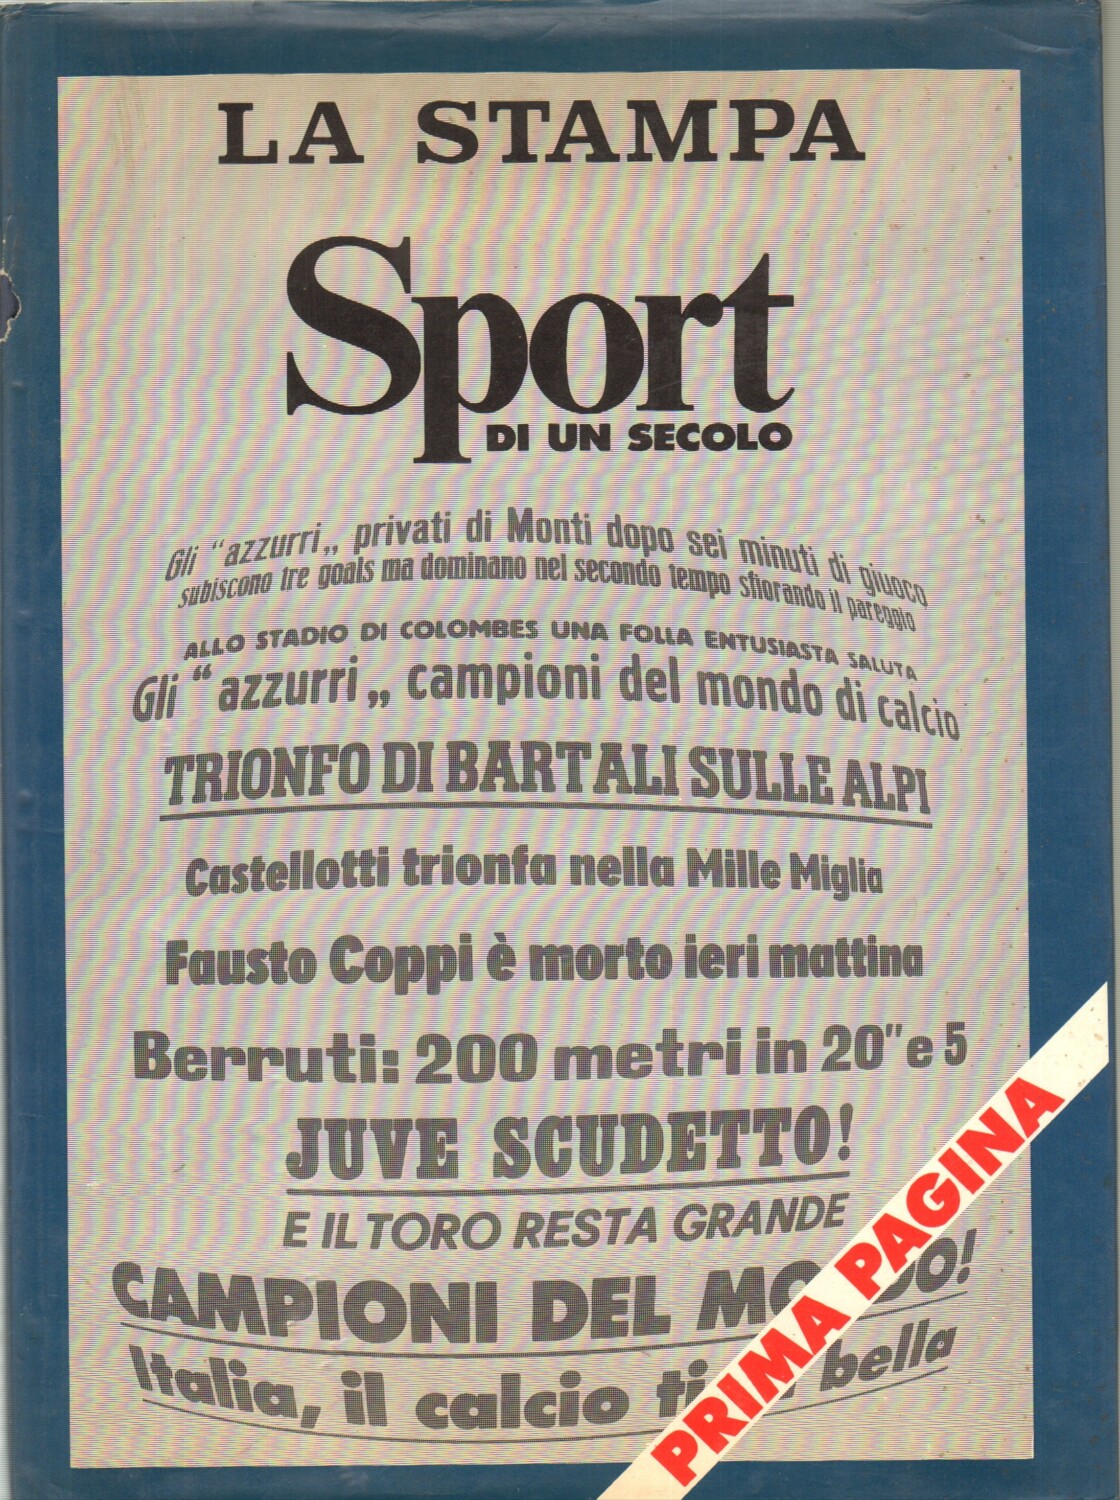 LA STAMPA
Sport
DI UN SECOLO
Gli "azzurri„ privati di Monti dopo sei minuti di giuoco
subiscono tre goals ma dominano nel secondo tempo sfiorando il pareggio
ALLO STADIO DI COLOMBES UNA FOLLA ENTUSIASTA SALUTA
Gli "azzurri„ campioni del mondo di calcio
TRIONFO DI BARTALI SULLE ALPI
Castellotti trionfa nella Mille Miglia
Fausto Coppi è morto ieri mattina
Berruti: 200 metri in 20" e 5
JUVE SCUDETTO!
E IL TORO RESTA GRANDE
CAMPIONI DEL MO DO!
Italia, il calcio ti bella
PRIMA PAGINA